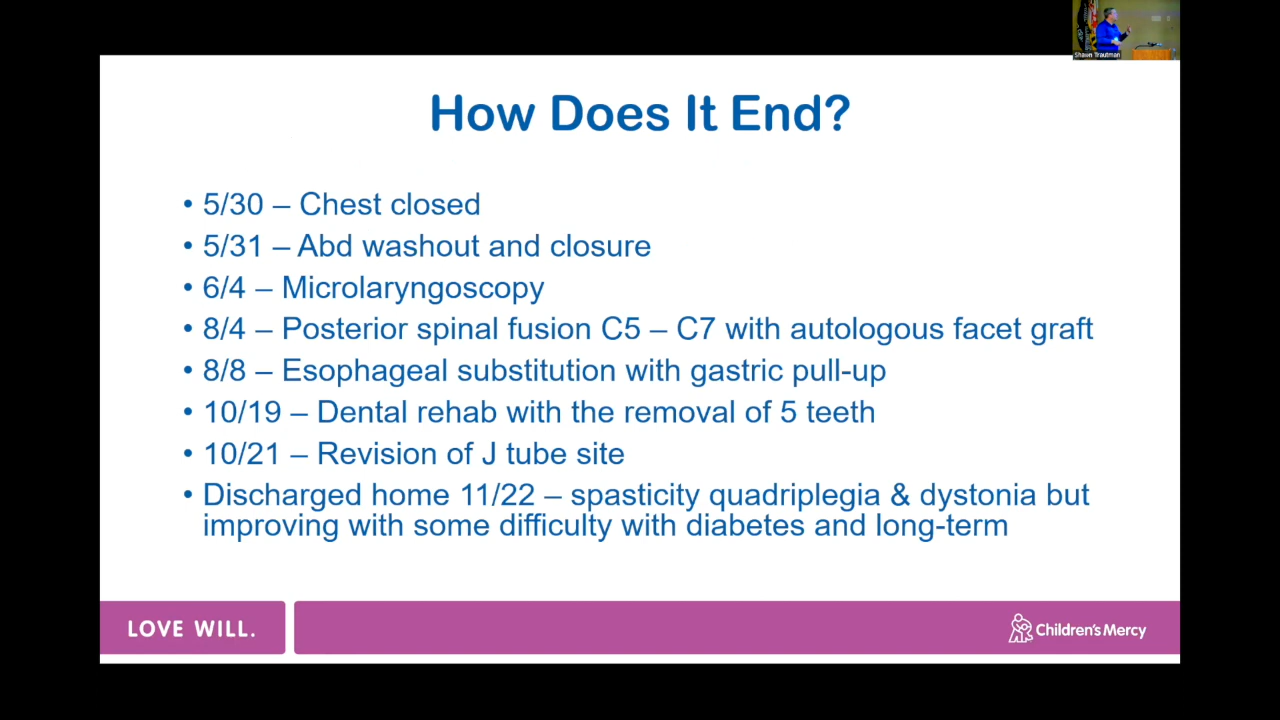 Shawn Trautman
How Does It End?
• 5/30 – Chest closed
• 5/31 – Abd washout and closure
• 6/4 – Microlaryngoscopy
• 8/4 – Posterior spinal fusion C5 – C7 with autologous facet graft
• 8/8 – Esophageal substitution with gastric pull-up
• 10/19 – Dental rehab with the removal of 5 teeth
• 10/21 – Revision of J tube site
• Discharged home 11/22 – spasticity quadriplegia & dystonia but
improving with some difficulty with diabetes and long-term
LOVE WILL.
Children's Mercy